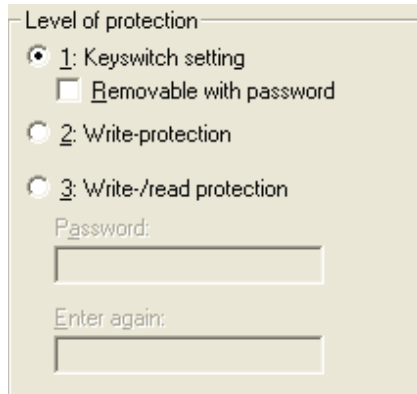 Level of protection
1: Keyswitch setting
Removable with password
2: Write-protection
3: Write-/read protection
Password:
Enter again: